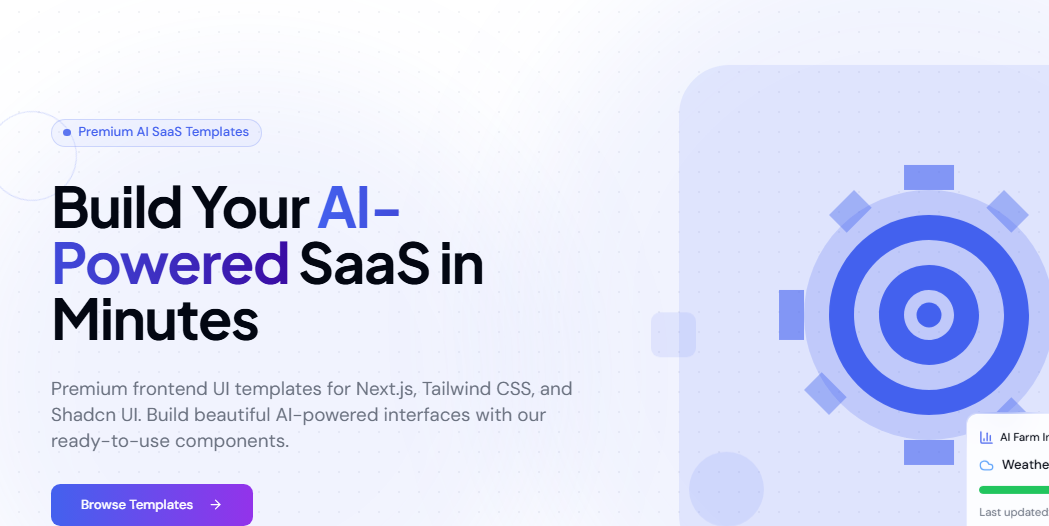 Premium AI SaaS Templates
Build Your AI-
Powered SaaS in
Minutes
Premium frontend UI templates for Next.js, Tailwind CSS, and
Shadcn UI. Build beautiful AI-powered interfaces with our
ready-to-use components.
Browse Templates →
AI Farm
Last updated